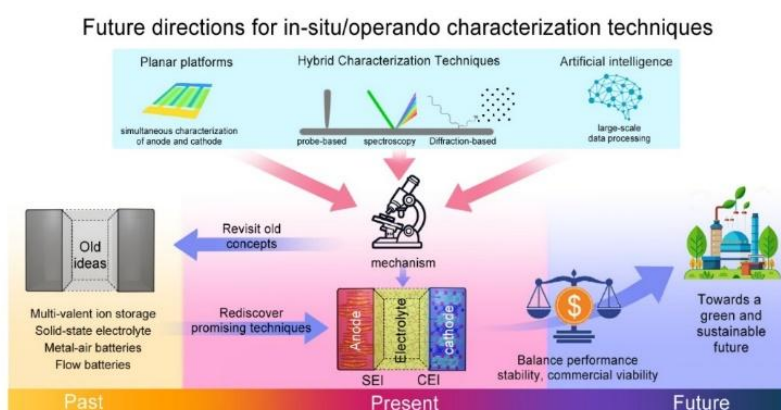 Future directions for in-situ/operando characterization techniques
Planar platforms
simultaneous characterization
of anode and cathode
Hybrid Characterization Techniques
probe-based
spectroscopy
Diffraction-based
Artificial intelligence
large-scale
data processing
Old
ideas
Revisit old
concepts
mechanism
Multi-valent ion storage
Solid-state electrolyte
Metal-air batteries
Flow batteries
Rediscover
promising techniques
Anode
Electrolyte
cathode
SEI
CEI
$
Balance performance
stability, commercial viability
Towards a
green and
sustainable
future
Past
Present
Future